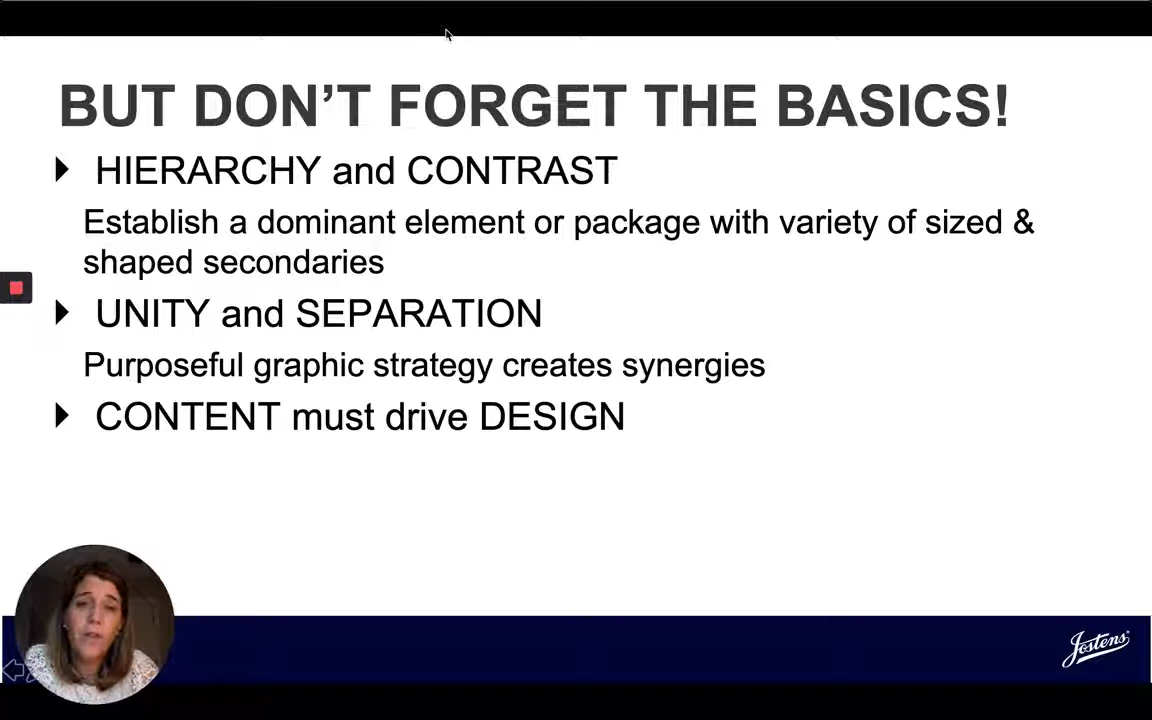 BUT DON’T FORGET THE BASICS!
HIERARCHY and CONTRAST
Establish a dominant element or package with variety of sized &
shaped secondaries
UNITY and SEPARATION
Purposeful graphic strategy creates synergies
CONTENT must drive DESIGN
Jostens